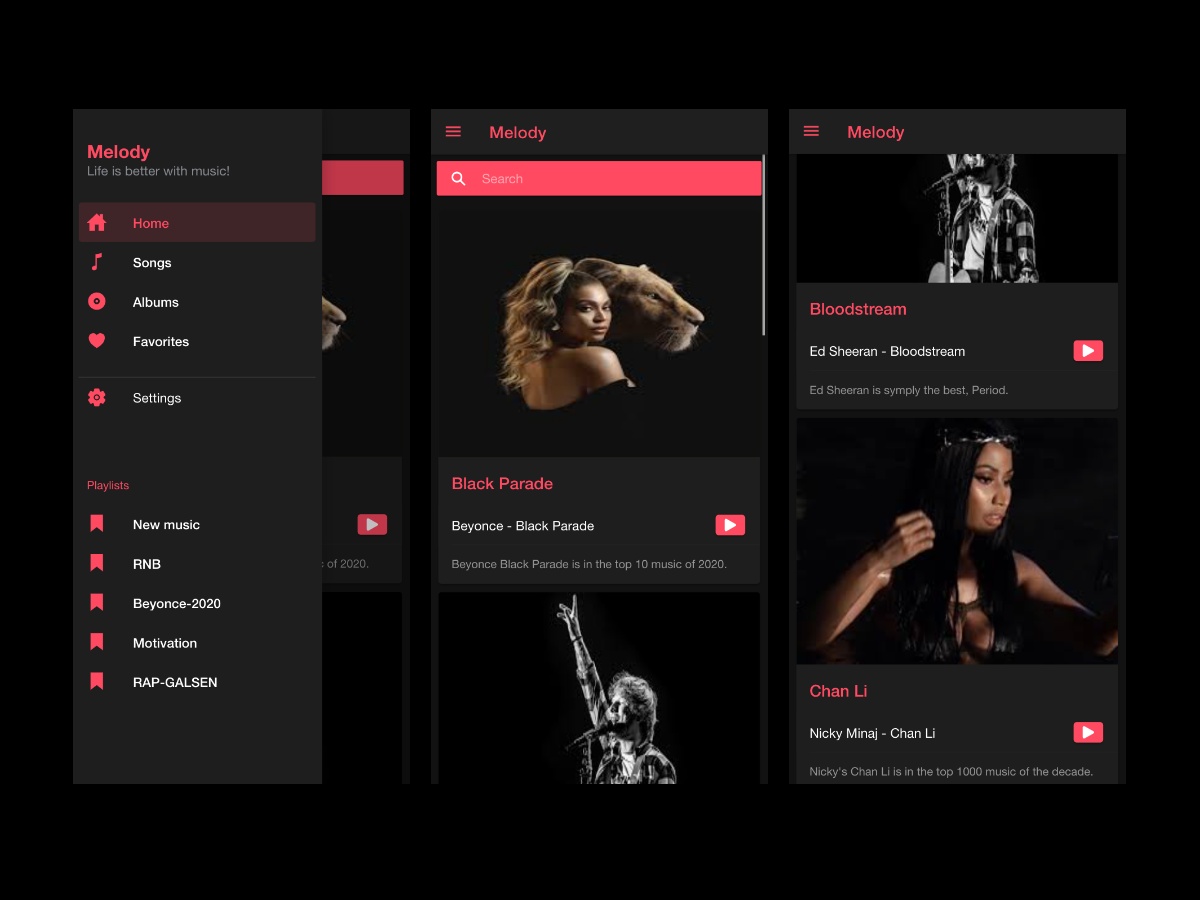 Melody
Life is better with music!
Home
Songs
Albums
Favorites
Settings
Playlists
New music
RNB
Beyonce-2020
Motivation
RAP-GALSEN
of 2020.
Melody
Search
Black Parade
Beyonce - Black Parade
Beyonce Black Parade is in the top 10 music of 2020.
Melody
Bloodstream
Ed Sheeran - Bloodstream
Ed Sheeran is symply the best, Period.
Chan Li
Nicky Minaj - Chan Li
Nicky's Chan Li is in the top 1000 music of the decade.